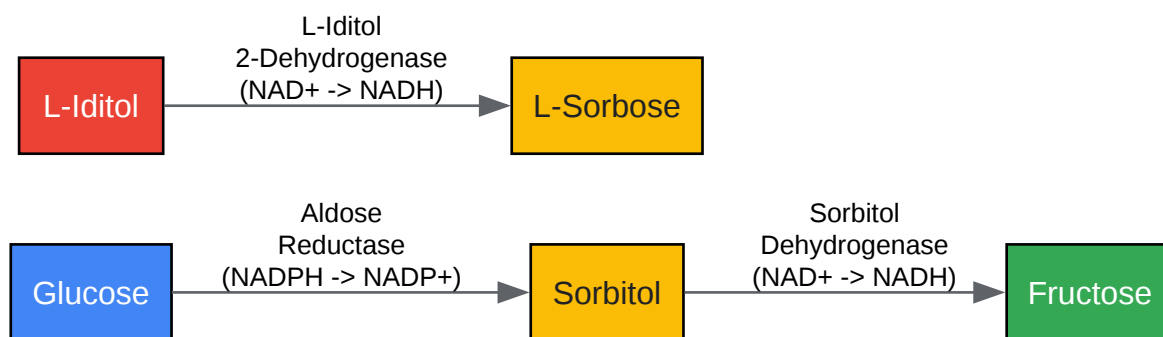 L-Iditol
2-Dehydrogenase
(NAD+ -> NADH)
L-Iditol
L-Sorbose
Aldose
Reductase
(NADPH -> NADP+)
Sorbitol
Dehydrogenase
(NAD+ -> NADH)
Glucose
Sorbitol
Fructose